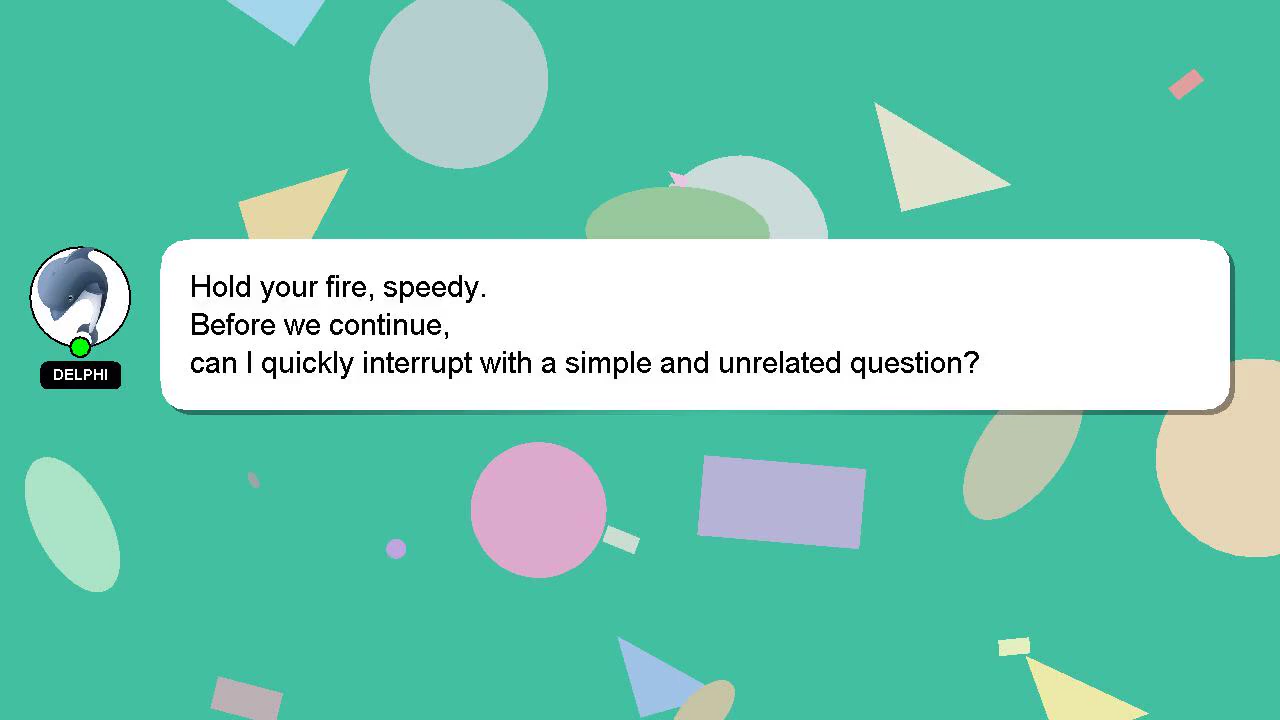 Hold your fire, speedy.
Before we continue,
can I quickly interrupt with a simple and unrelated question?
DELPHI